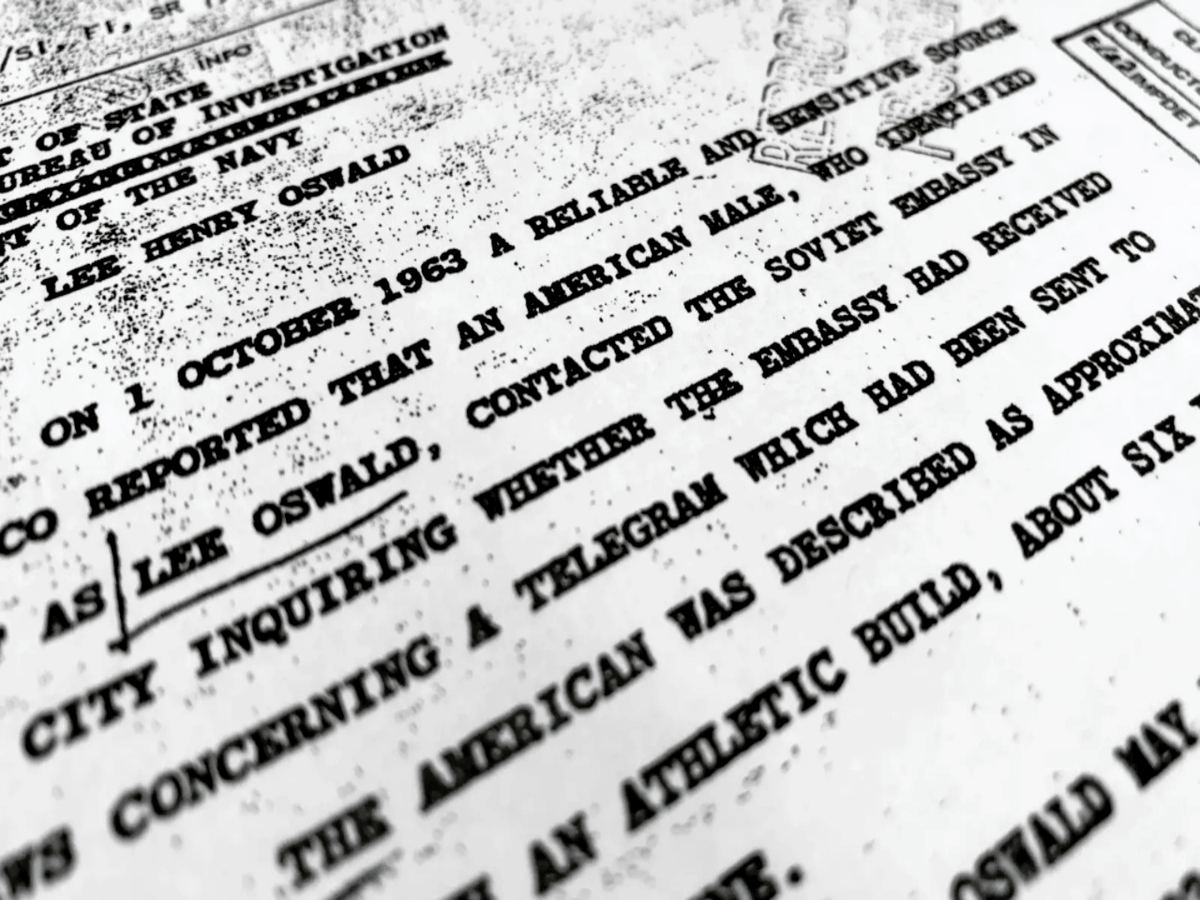 /SI, FI, SR
INFO
T OF STATE
UREAU OF INVESTIGATION
OF THE NAVY
LEE HENRY OSWALD
ON 1 OCTOBER 1963 A RELIABLE AND SENSITIVE SOURCE
CO REPORTED THAT AN AMERICAN MALE, WHO IDENTIFIED
AS LEE OSWALD, CONTACTED THE SOVIET EMBASSY IN
CITY INQUIRING WHETHER THE EMBASSY HAD RECEIVED
WS CONCERNING A TELEGRAM WHICH HAD BEEN SENT TO
THE AMERICAN WAS DESCRIBED AS APPROXIMA
H AN ATHLETIC BUILD, ABOUT SIX
NE.
OSWALD MAY